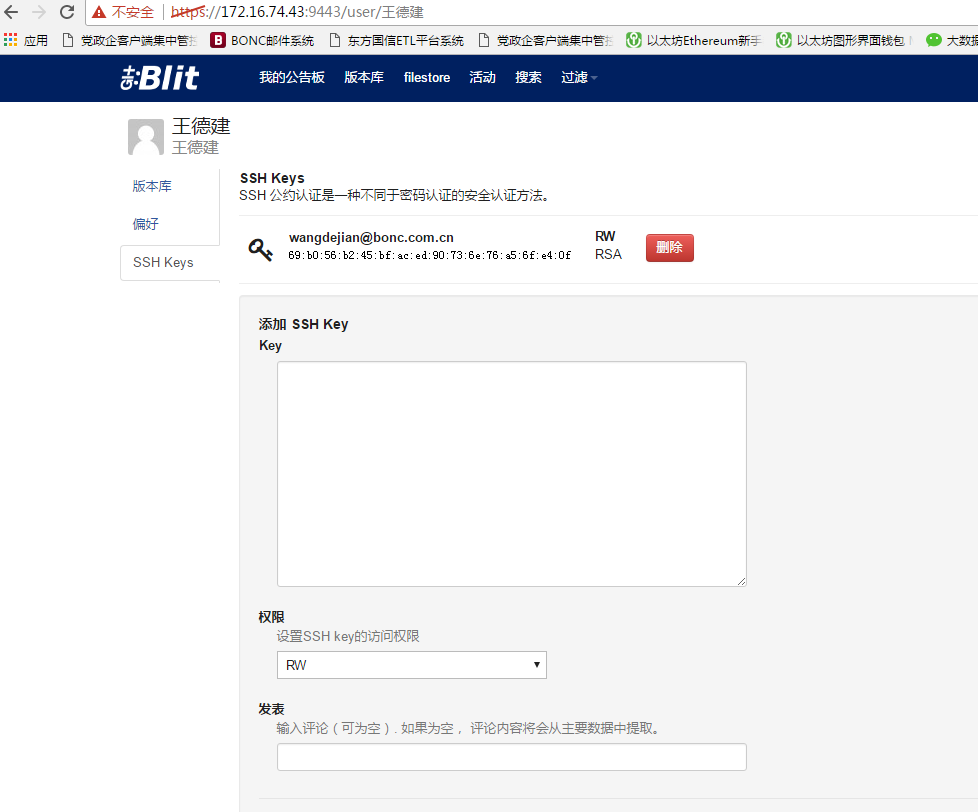 不安全 https://172.16.74.43:9443/user/王德建
应用 党政企客户端集中管控 BONC邮件系统 东方国信ETL平台系统 党政企客户端集中管控 以太坊Ethereum新手 以太坊图形界面钱包 大数据
Blit 我的公告板 版本库 filestore 活动 搜索 过滤
王德建
王德建
版本库
偏好
SSH Keys
SSH Keys
SSH 公约认证是一种不同于密码认证的安全认证方法。
wangdejian@bonc.com.cn RW
69:b0:56:b2:45:bf:ac:ed:90:73:6e:76:a5:6f:e4:0f RSA 删除
添加 SSH Key
Key
权限
设置SSH key的访问权限
RW
发表
输入评论（可为空）. 如果为空， 评论内容将会从主要数据中提取。